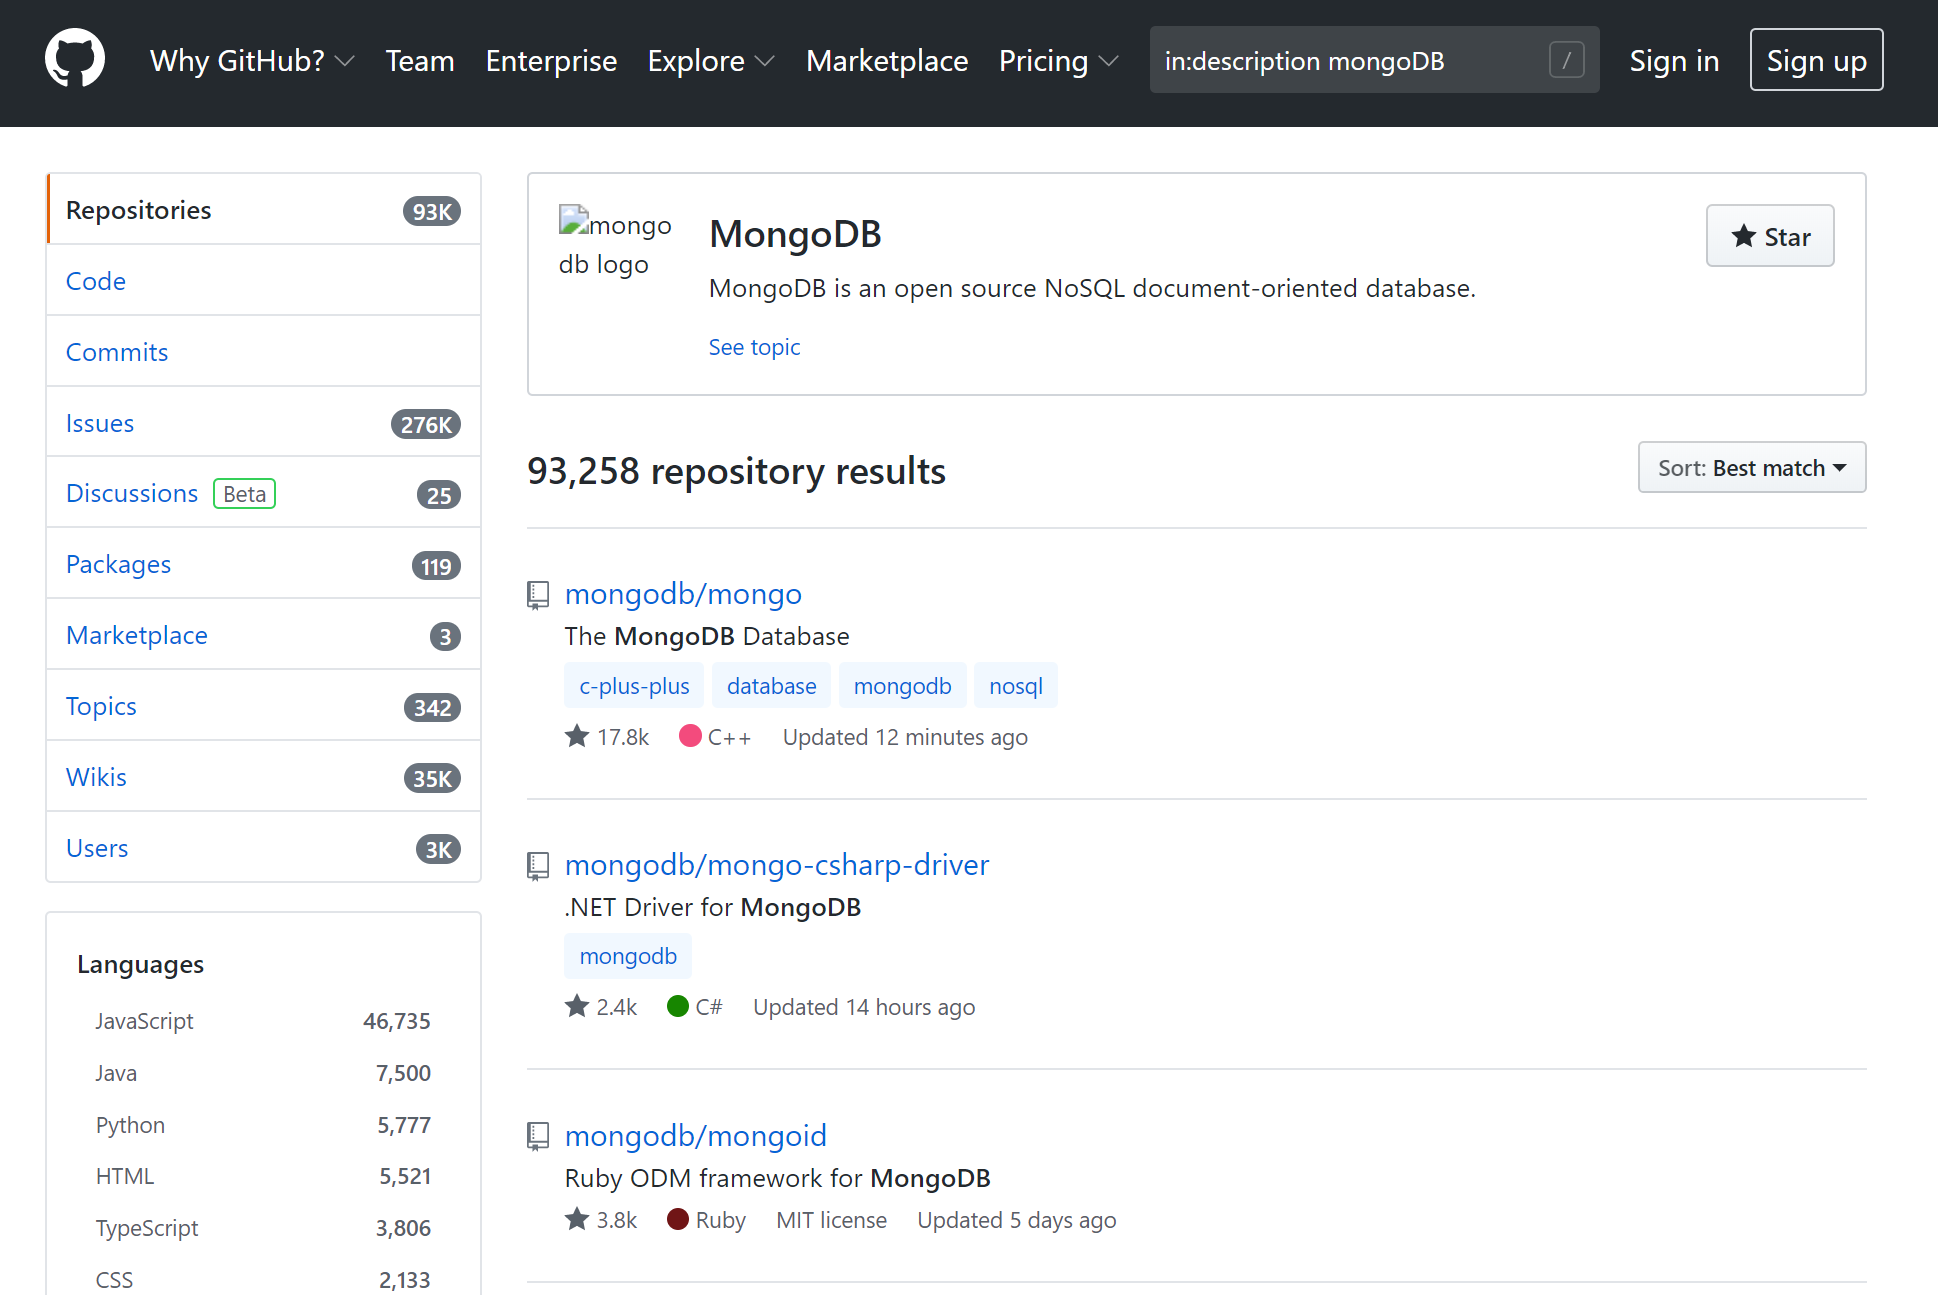 Why GitHub? Team Enterprise Explore Marketplace Pricing in:description mongoDB / Sign in Sign up
Repositories 93K
Code
Commits
Issues 276K
Discussions Beta 25
Packages 119
Marketplace 3
Topics 342
Wikis 35K
Users 3K
Languages
JavaScript 46,735
Java 7,500
Python 5,777
HTML 5,521
TypeScript 3,806
CSS 2,133
mongo
db logo
MongoDB
Star
MongoDB is an open source NoSQL document-oriented database.
See topic
93,258 repository results
Sort: Best match
mongodb/mongo
The MongoDB Database
c-plus-plus database mongodb nosql
17.8k C++ Updated 12 minutes ago
mongodb/mongo-csharp-driver
.NET Driver for MongoDB
mongodb
2.4k C# Updated 14 hours ago
mongodb/mongoid
Ruby ODM framework for MongoDB
3.8k Ruby MIT license Updated 5 days ago